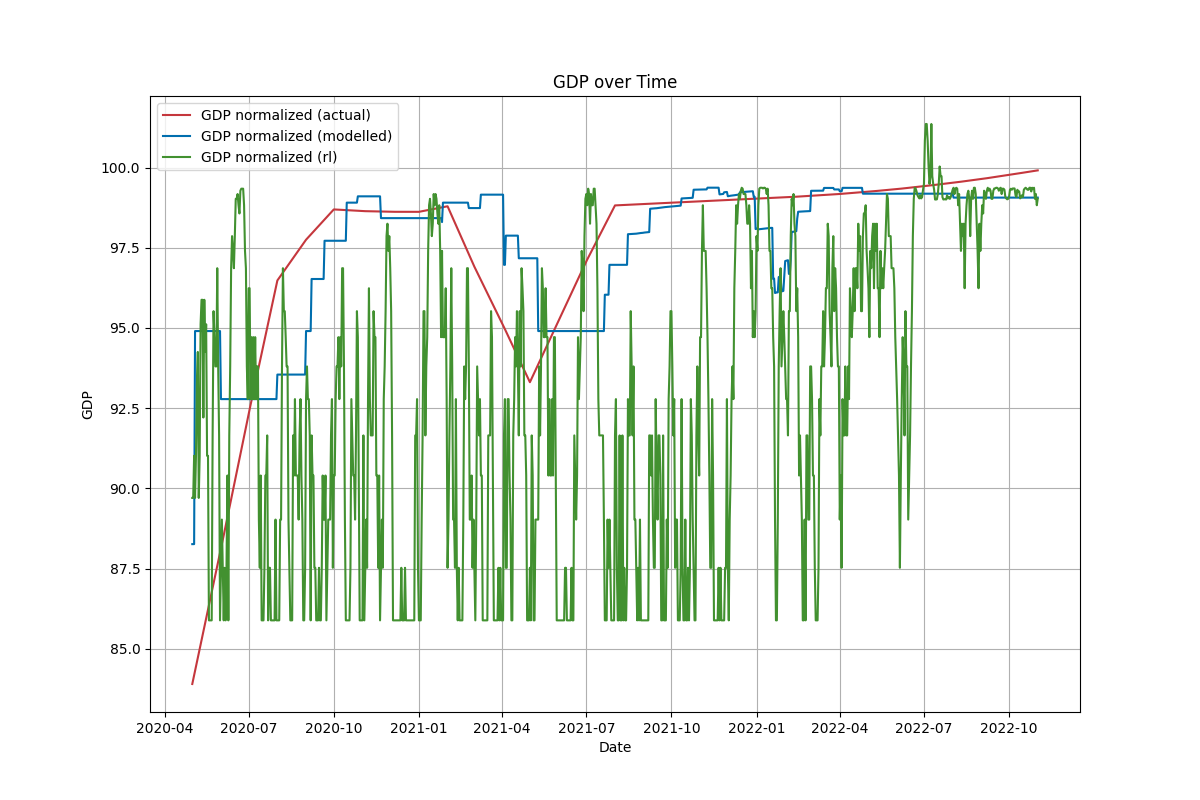 GDP over Time
GDP normalized (actual)
GDP normalized (modelled)
GDP normalized (rl)
100.0
97.5
95.0
92.5
90.0
87.5
85.0
GDP
2020-04 2020-07 2020-10 2021-01 2021-04 2021-07 2021-10 2022-01 2022-04 2022-07 2022-10
Date